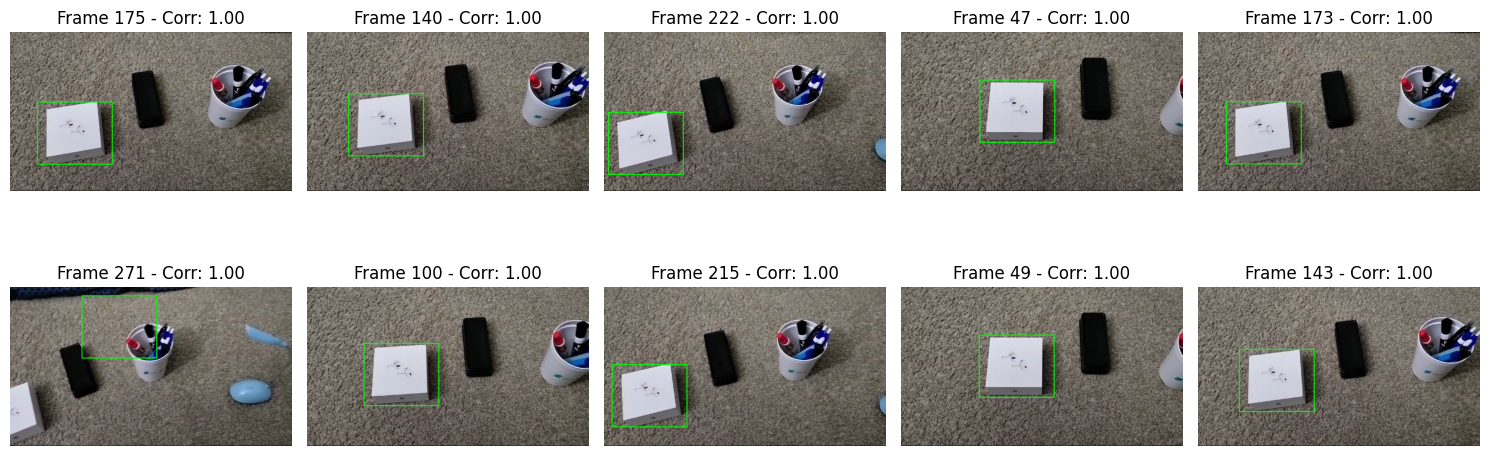 Frame 175 - Corr: 1.00
Frame 140 - Corr: 1.00
Frame 222 - Corr: 1.00
Frame 47 - Corr: 1.00
Frame 173 - Corr: 1.00
Frame 271 - Corr: 1.00
Frame 100 - Corr: 1.00
Frame 215 - Corr: 1.00
Frame 49 - Corr: 1.00
Frame 143 - Corr: 1.00